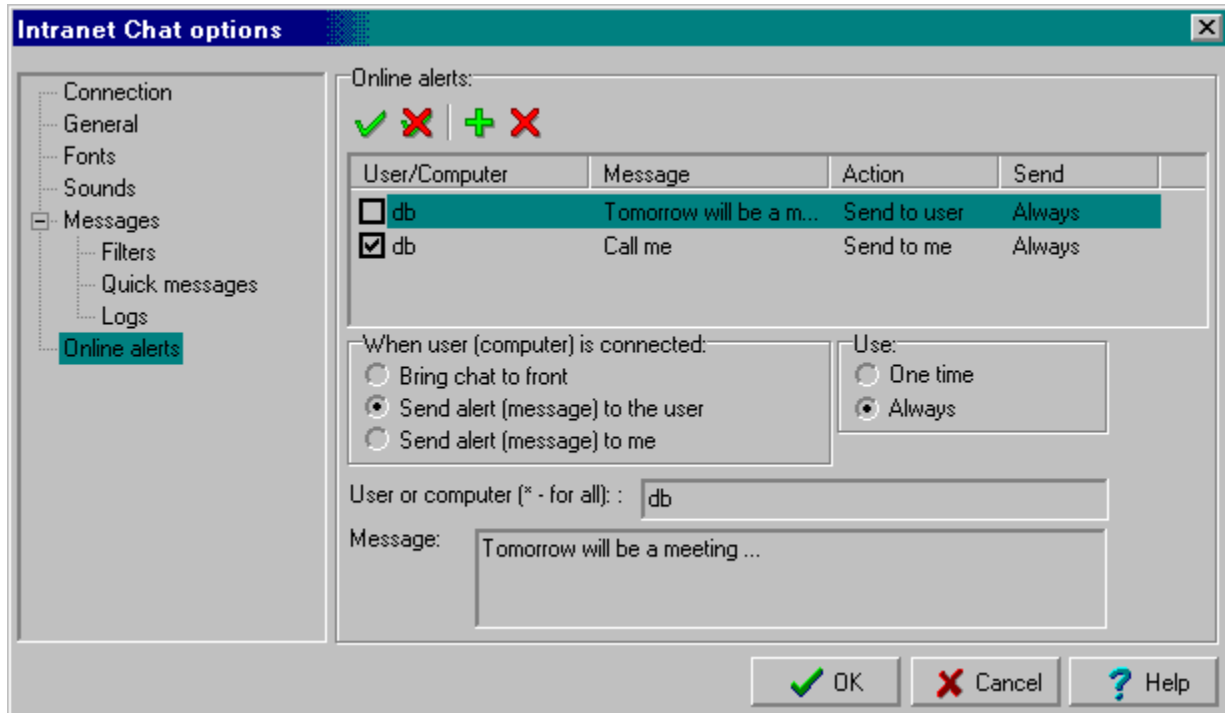 Intranet Chat options
Connection
General
Fonts
Sounds
Messages
Filters
Quick messages
Logs
Online alerts
Online alerts:
User/Computer Message Action Send
db Tomorrow will be a m... Send to user Always
db Call me Send to me Always
When user (computer) is connected:
Bring chat to front
Send alert (message) to the user
Send alert (message) to me
Use:
One time
Always
User or computer (* - for all): : db
Message: Tomorrow will be a meeting ...
OK Cancel Help